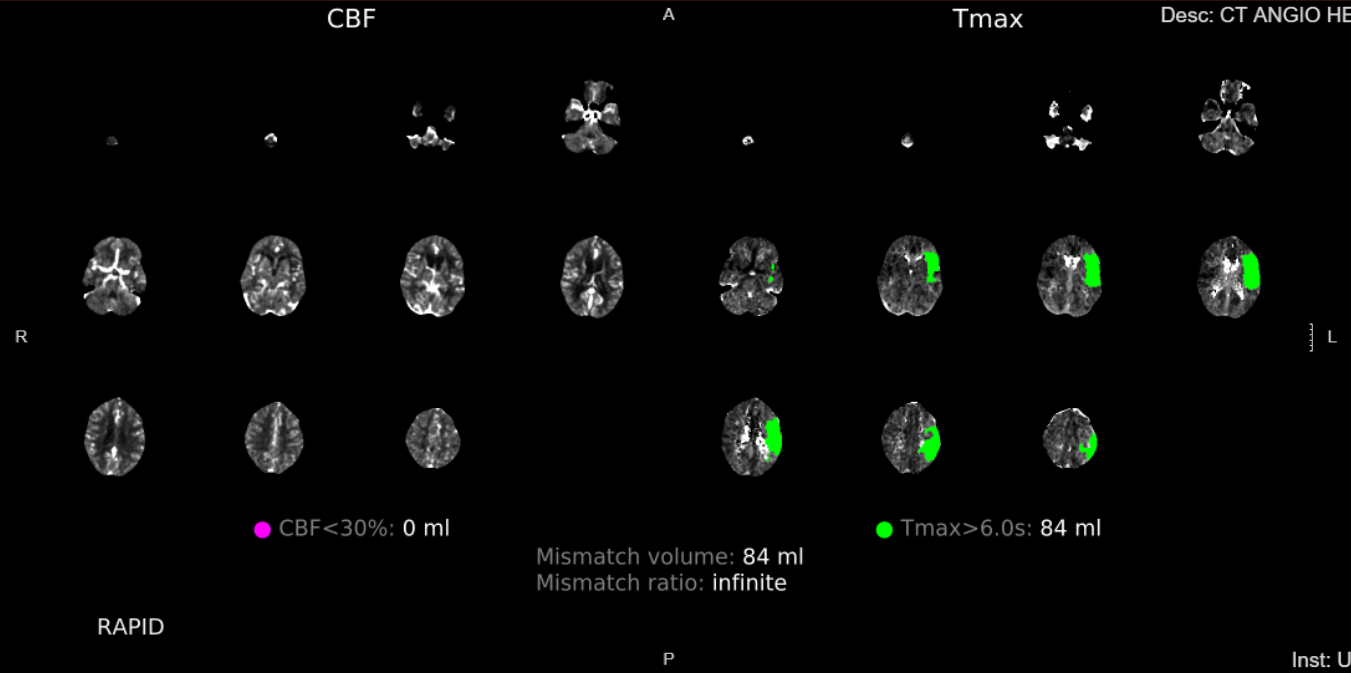 CBF
A
Tmax
Desc: CT ANGIO HE
R
L
CBF<30%: 0 ml
Tmax>6.0s: 84 ml
Mismatch volume: 84 ml
Mismatch ratio: infinite
RAPID
P
Inst: U